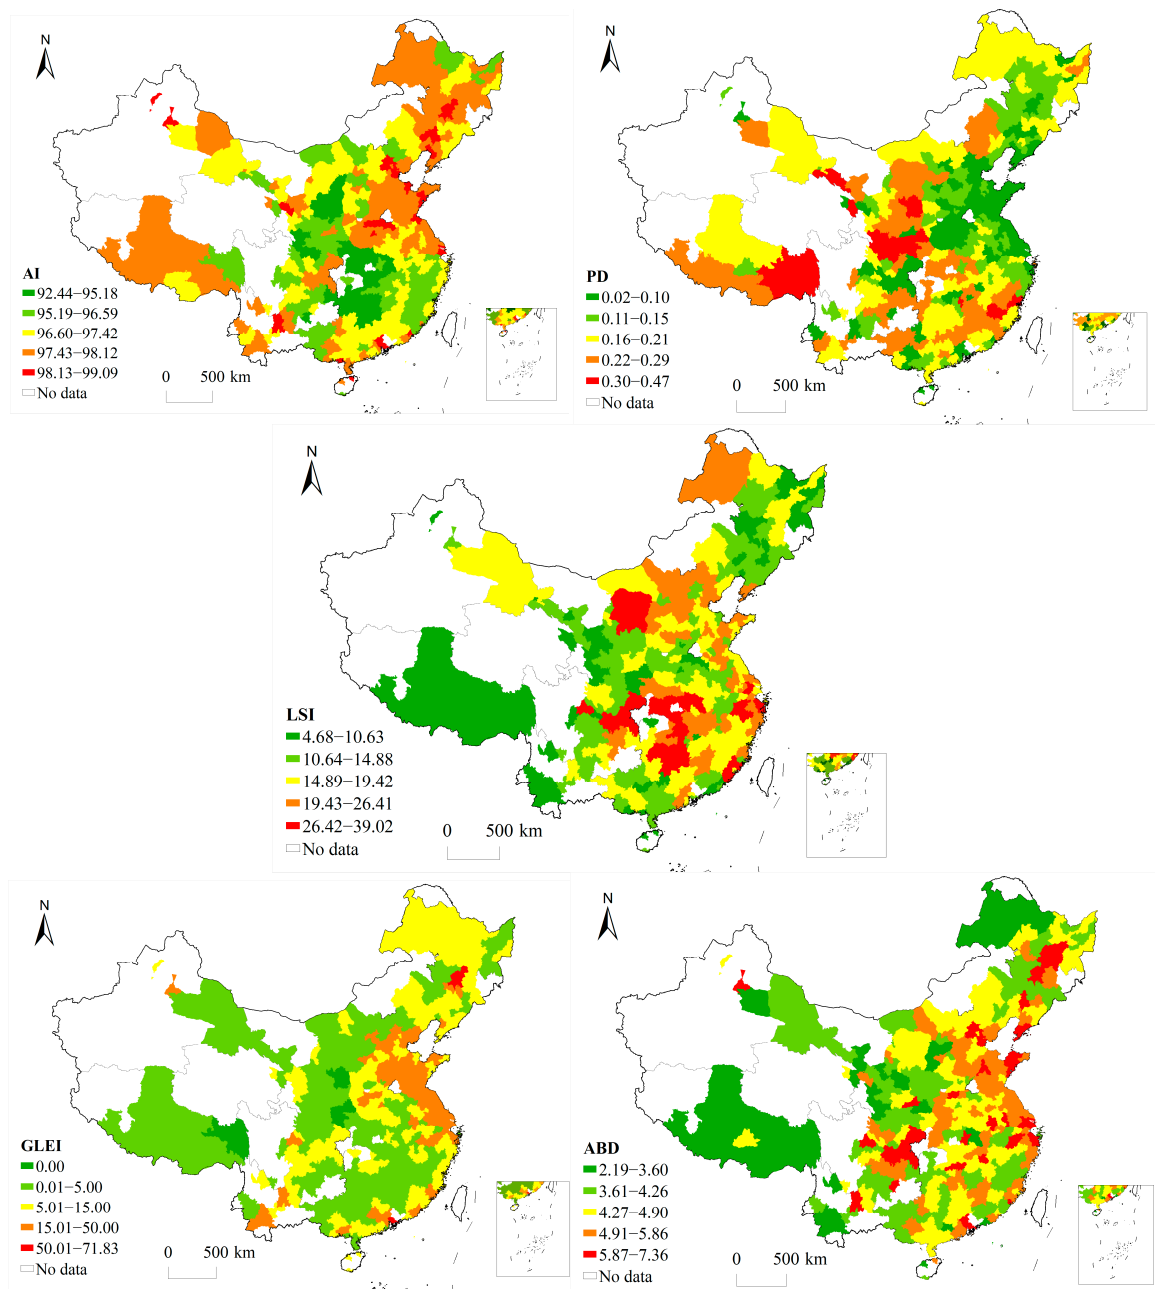 N
AI
92.44−95.18
95.19−96.59
96.60−97.42
97.43−98.12
98.13−99.09
No data
0 500 km
N
PD
0.02−0.10
0.11−0.15
0.16−0.21
0.22−0.29
0.30−0.47
No data
0 500 km
N
LSI
4.68−10.63
10.64−14.88
14.89−19.42
19.43−26.41
26.42−39.02
No data
0 500 km
N
GLEI
0.00
0.01−5.00
5.01−15.00
15.01−50.00
50.01−71.83
No data
0 500 km
N
ABD
2.19−3.60
3.61−4.26
4.27−4.90
4.91−5.86
5.87−7.36
No data
0 500 km